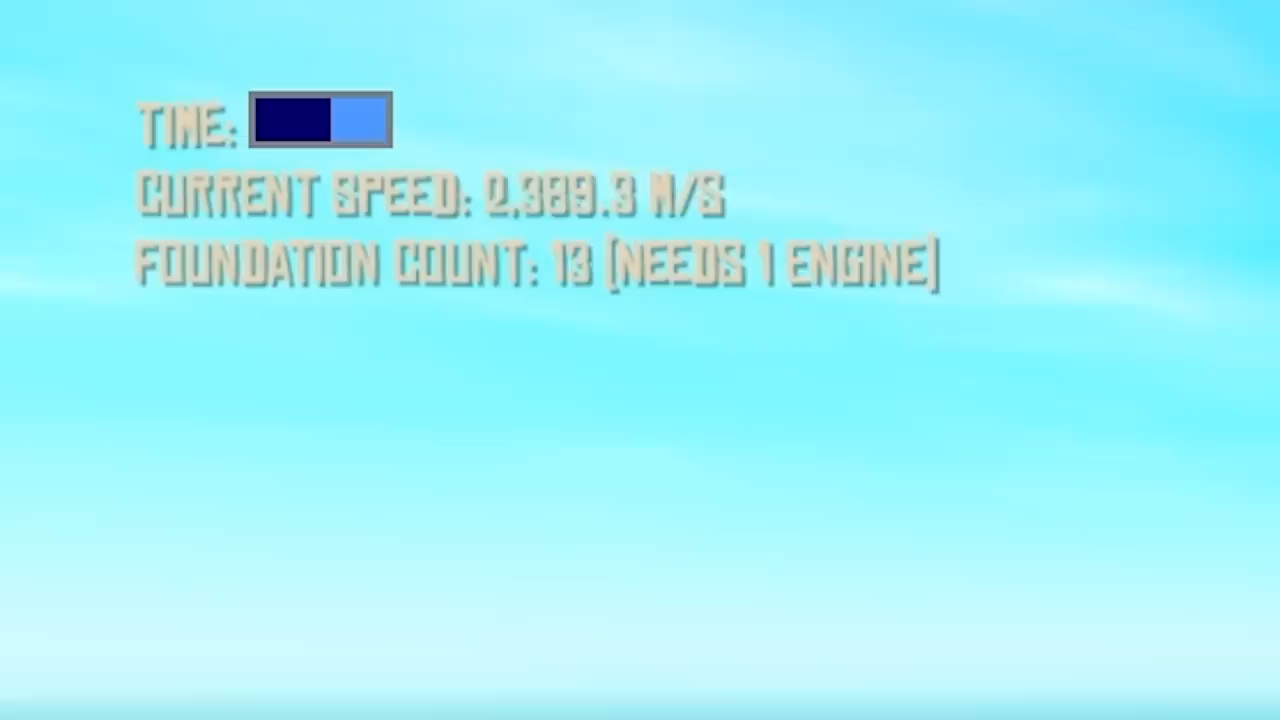 TIME:
CURRENT SPEED: 2,389.3 M/S
FOUNDATION COUNT: 13 (NEEDS 1 ENGINE)